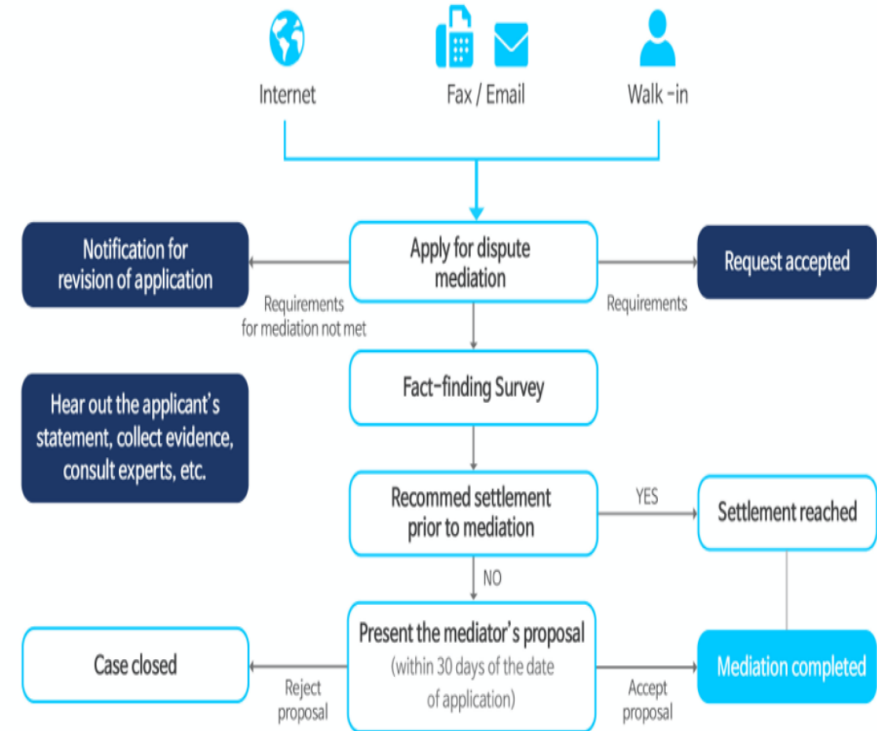 Internet
Fax / Email
Walk-in
Notification for
revision of application
Apply for dispute
mediation
Request accepted
Requirements
for mediation not met
Requirements
Fact-finding Survey
Hear out the applicant's
statement, collect evidence,
consult experts, etc.
Recommed settlement
prior to mediation
YES
Settlement reached
NO
Present the mediator's proposal
(within 30 days of the date
of application)
Case closed
Reject
proposal
Accept
proposal
Mediation completed